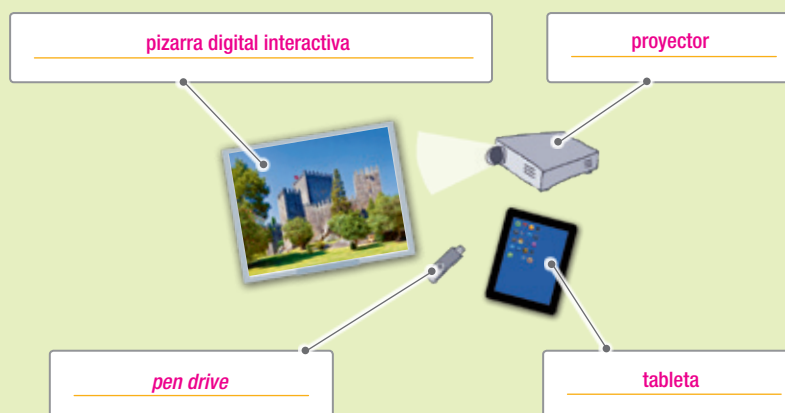 pizarra digital interactiva
proyector
pen drive
tableta